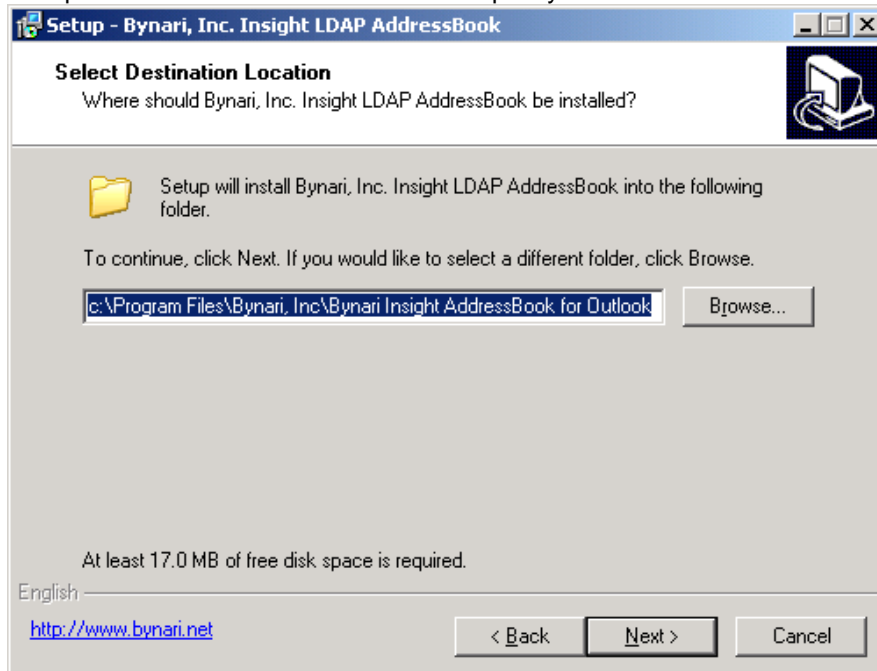 Setup - Bynari, Inc. Insight LDAP AddressBook
Select Destination Location
Where should Bynari, Inc. Insight LDAP AddressBook be installed?
Setup will install Bynari, Inc. Insight LDAP AddressBook into the following
folder.
To continue, click Next. If you would like to select a different folder, click Browse.
c:\Program Files\Bynari, Inc\Bynari Insight AddressBook for Outlook
Browse...
At least 17.0 MB of free disk space is required.
English
http://www.bynari.net
< Back
Next >
Cancel